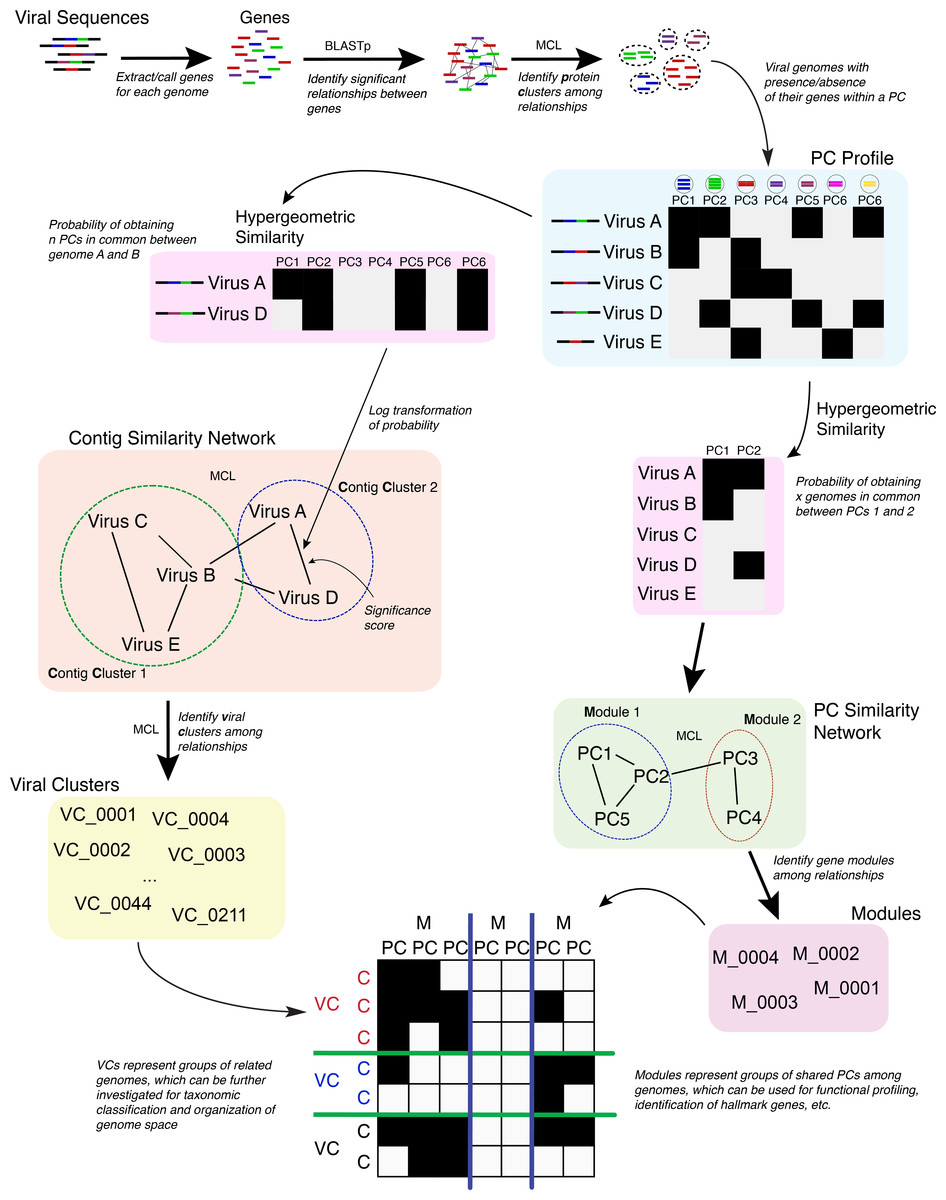 Viral Sequences
Genes
BLASTp
MCL
Extract/call genes
for each genome
Identify significant
relationships between
genes
Identify protein
clusters among
relationships
Viral genomes with
presence/absence
of their genes within a PC
PC Profile
PC1 PC2 PC3 PC4 PC5 PC6 PC6
Virus A
Virus B
Virus C
Virus D
Virus E
Probability of obtaining
n PCs in common between
genome A and B
Hypergeometric
Similarity
PC1 PC2 PC3 PC4 PC5 PC6 PC6
Virus A
Virus D
Log transformation
of probability
Contig Similarity Network
MCL
Contig Cluster 2
Virus A
Virus C
Virus B
Virus D
Virus E
Significance
score
Contig Cluster 1
Hypergeometric
Similarity
PC1 PC2
Virus A
Virus B
Virus C
Virus D
Virus E
Probability of obtaining
x genomes in common
between PCs 1 and 2
MCL
Identify viral
clusters among
relationships
Module 1
Module 2
MCL
PC Similarity
Network
PC1
PC2
PC3
PC5
PC4
Viral Clusters
VC_0001
VC_0004
VC_0002
VC_0003
...
VC_0044
VC_0211
Identify gene modules
among relationships
Modules
M_0004
M_0002
M_0001
M_0003
M M M
PC PC PC PC PC PC PC
C
VC C
C
C
VC
C
C
VC
C
VCs represent groups of related
genomes, which can be further
investigated for taxonomic
classification and organization of
genome space
Modules represent groups of shared PCs among
genomes, which can be used for functional profiling,
identification of hallmark genes, etc.